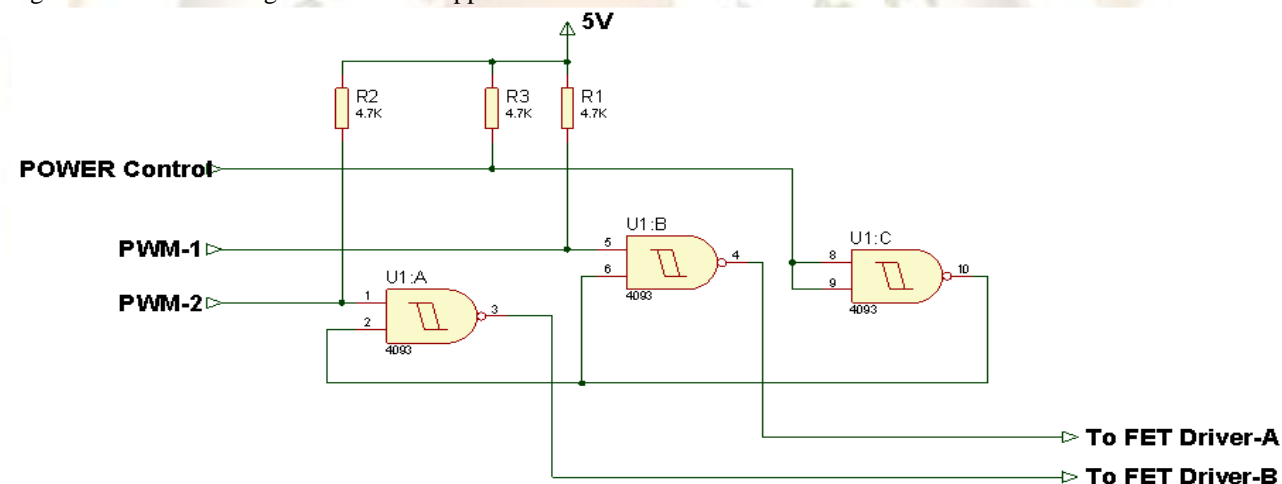 5V
R2
4.7K
R3
4.7K
R1
4.7K
POWER Control
U1:B
U1:C
PWM-1
5
4
8
6
10
9
4093
4093
U1:A
PWM-2
1
3
2
4093
To FET Driver-A
To FET Driver-B